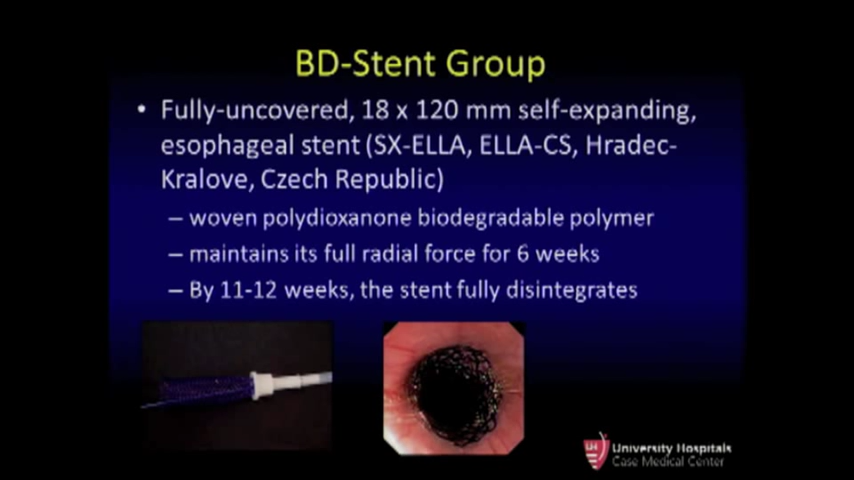 BD-Stent Group
• Fully-uncovered, 18 x 120 mm self-expanding,
esophageal stent (SX-ELLA, ELLA-CS, Hradec-
Kralove, Czech Republic)
– woven polydioxanone biodegradable polymer
– maintains its full radial force for 6 weeks
– By 11-12 weeks, the stent fully disintegrates
UH
University Hospitals
Case Medical Center